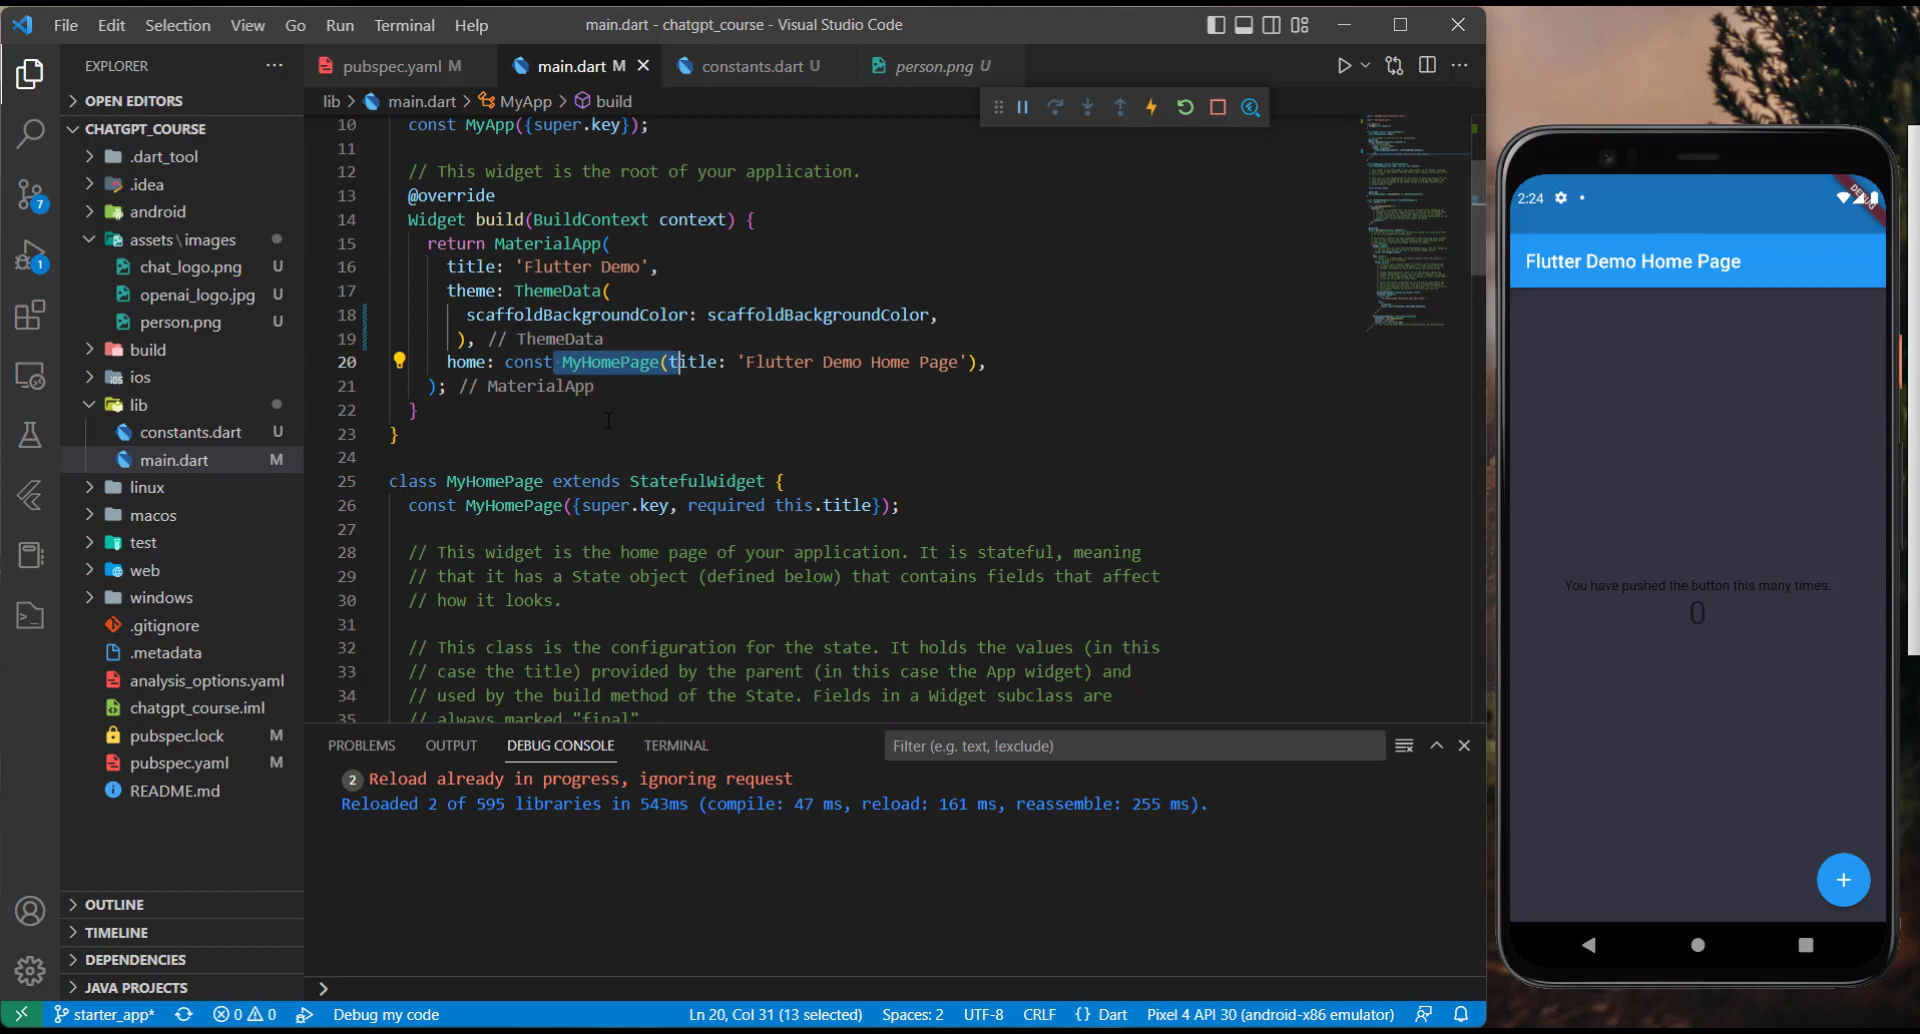 File Edit Selection View Go Run Terminal Help
main.dart - chatgpt_course - Visual Studio Code
EXPLORER
OPEN EDITORS
CHATGPT_COURSE
.dart_tool
.idea
android
assets\images
chat_logo.png U
openai_logo.jpg U
person.png U
build
ios
lib
constants.dart U
main.dart M
linux
macos
test
web
windows
.gitignore
.metadata
analysis_options.yaml
chatgpt_course.iml
pubspec.lock M
pubspec.yaml M
README.md
OUTLINE
TIMELINE
DEPENDENCIES
JAVA PROJECTS
7
1
pubspec.yaml M
main.dart M
constants.dart U
person.png U
lib > main.dart > MyApp > build
10 const MyApp({super.key});
11
12 // This widget is the root of your application.
13 @override
14 Widget build(BuildContext context) {
15 return MaterialApp(
16 title: 'Flutter Demo',
17 theme: ThemeData(
18 scaffoldBackgroundColor: scaffoldBackgroundColor,
19 ), // ThemeData
20 home: const MyHomePage(title: 'Flutter Demo Home Page'),
21 ); // MaterialApp
22 }
23 }
24
25 class MyHomePage extends StatefulWidget {
26 const MyHomePage({super.key, required this.title});
27
28 // This widget is the home page of your application. It is stateful, meaning
29 // that it has a State object (defined below) that contains fields that affect
30 // how it looks.
31
32 // This class is the configuration for the state. It holds the values (in this
33 // case the title) provided by the parent (in this case the App widget) and
34 // used by the build method of the State. Fields in a Widget subclass are
35 // always marked "final"
PROBLEMS OUTPUT DEBUG CONSOLE TERMINAL
Filter (e.g. text, !exclude)
2 Reload already in progress, ignoring request
Reloaded 2 of 595 libraries in 543ms (compile: 47 ms, reload: 161 ms, reassemble: 255 ms).
starter_app* 0 0 Debug my code
Ln 20, Col 31 (13 selected) Spaces: 2 UTF-8 CRLF {} Dart Pixel 4 API 30 (android-x86 emulator)
2:24
DEBUG
Flutter Demo Home Page
You have pushed the button this many times:
0